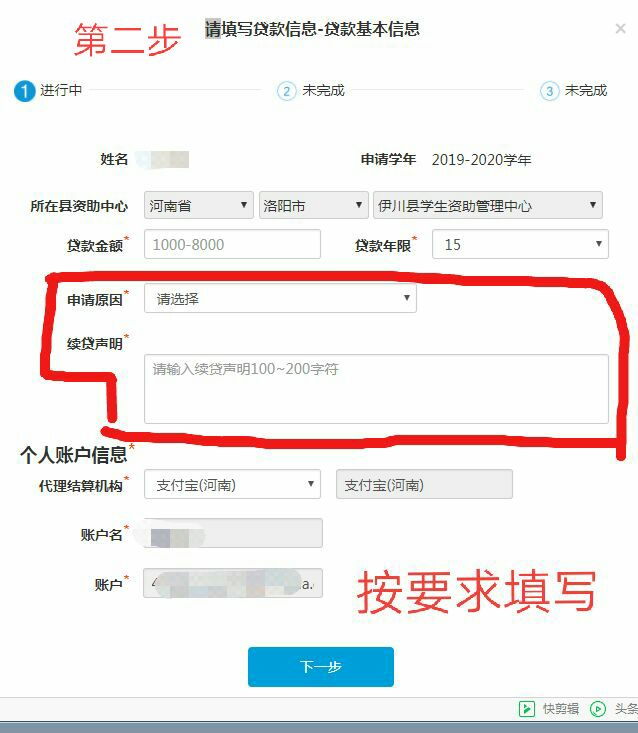 第二步 请填写贷款信息-贷款基本信息 ×
1 进行中 2 未完成 3 未完成
姓名 申请学年 2019-2020学年
所在县资助中心 河南省 洛阳市 伊川县学生资助管理中心
贷款金额* 1000-8000 贷款年限* 15
申请原因* 请选择
续贷声明*
请输入续贷声明100~200字符
个人账户信息*
代理结算机构* 支付宝(河南) 支付宝(河南)
账户名*
账户* 4 a.
按要求填写
下一步
快剪辑 头条